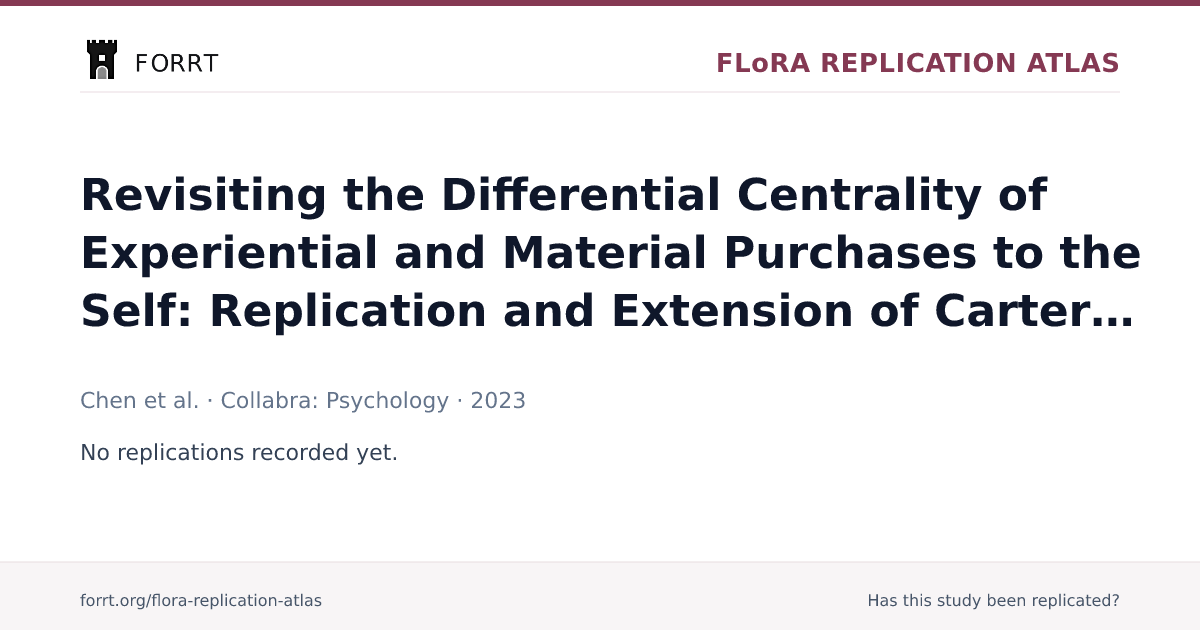 FORRT
FLoRA REPLICATION ATLAS
Revisiting the Differential Centrality of
Experiential and Material Purchases to the
Self: Replication and Extension of Carter…
Chen et al. · Collabra: Psychology · 2023
No replications recorded yet.
forrt.org/flora-replication-atlas
Has this study been replicated?